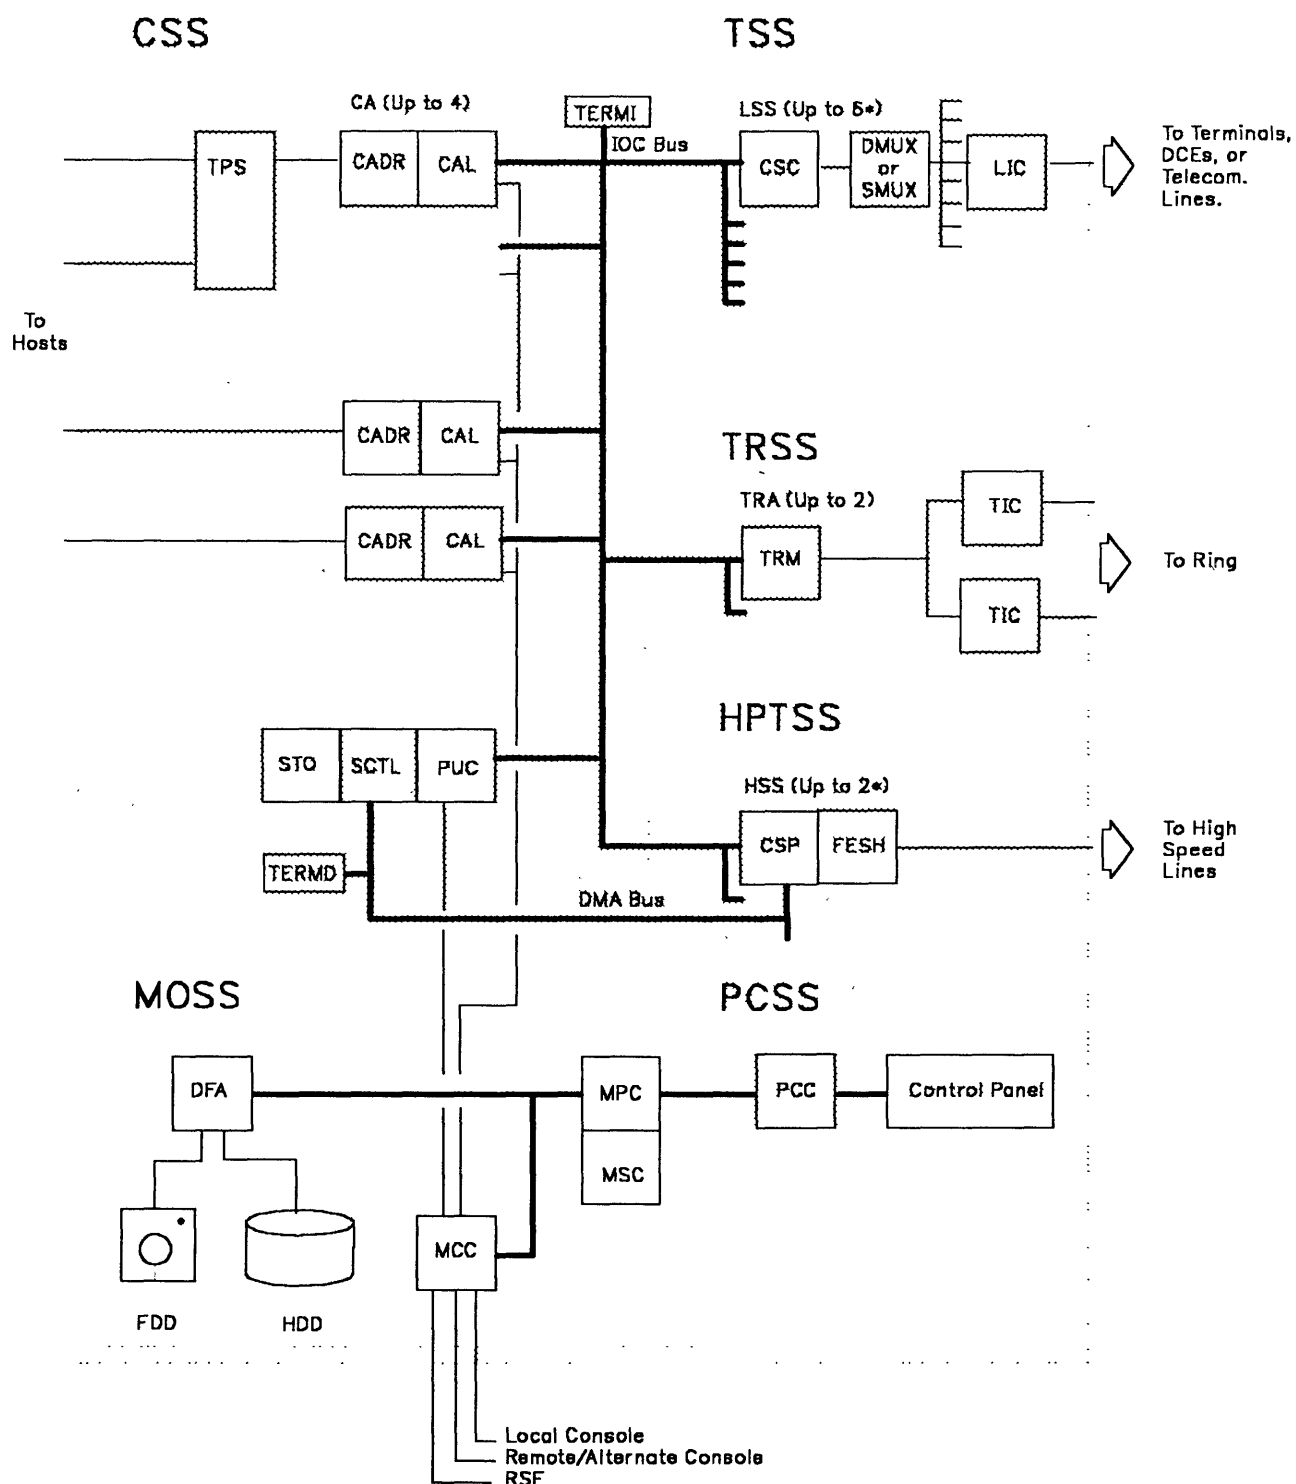 CSS
TSS
CA (Up to 4)
TERMI
LSS (Up to 6*)
IOC Bus
TPS
CADR
CAL
CSC
DMUX
or
SMUX
LIC
To Terminals,
DCEs, or
Telecom.
Lines.
To
Hosts
CADR
CAL
TRSS
TRA (Up to 2)
TIC
CADR
CAL
TRM
To Ring
TIC
HPTSS
STO
SCTL
PUC
HSS (Up to 2*)
CSP
FESH
To High
Speed
Lines
TERMD
DMA Bus
MOSS
PCSS
DFA
MPC
PCC
Control Panel
MSC
MCC
FDD
HDD
Local Console
Remote/Alternate Console
RSF